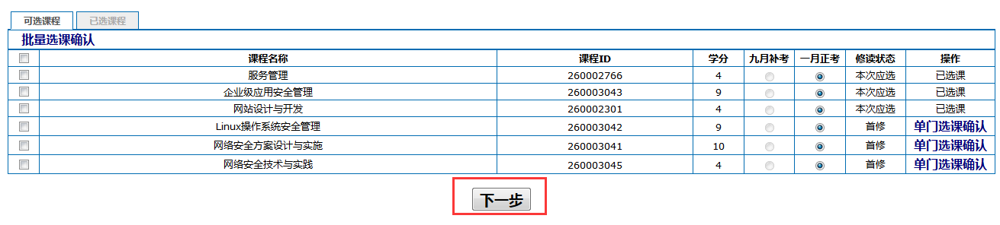 可选课程 已选课程
批量选课确认
课程名称 课程ID 学分 九月补考 一月正考 修读状态 操作
服务管理 260002766 4 本次应选 已选课
企业级应用安全管理 260003043 9 本次应选 已选课
网站设计与开发 260002301 4 本次应选 已选课
Linux操作系统安全管理 260003042 9 首修 单门选课确认
网络安全方案设计与实施 260003041 10 首修 单门选课确认
网络安全技术与实践 260003045 4 首修 单门选课确认
下一步